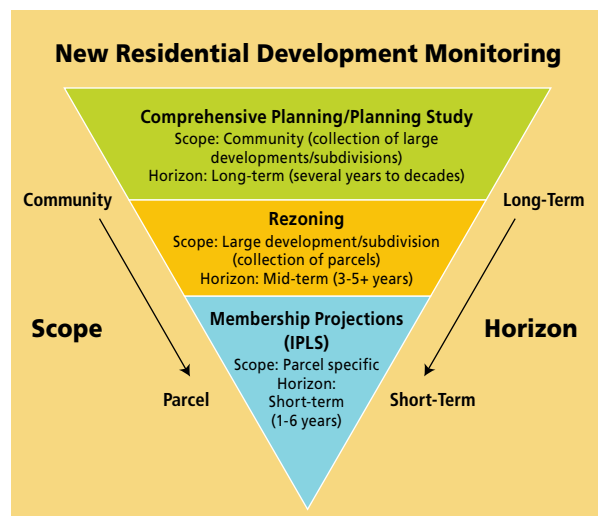 New Residential Development Monitoring
Comprehensive Planning/Planning Study
Scope: Community (collection of large
developments/subdivisions)
Horizon: Long-term (several years to decades)
Community
Long-Term
Rezoning
Scope: Large development/subdivision
(collection of parcels)
Horizon: Mid-term (3-5+ years)
Scope
Horizon
Membership Projections
(IPLS)
Scope: Parcel specific
Horizon:
Short-term
(1-6 years)
Parcel
Short-Term